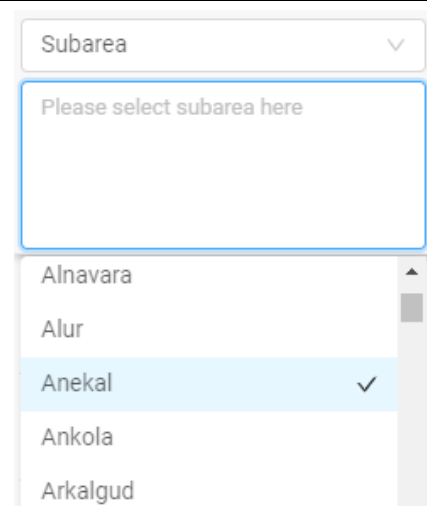 Subarea
Please select subarea here
Alnavara
Alur
Anekal
Ankola
Arkalgud